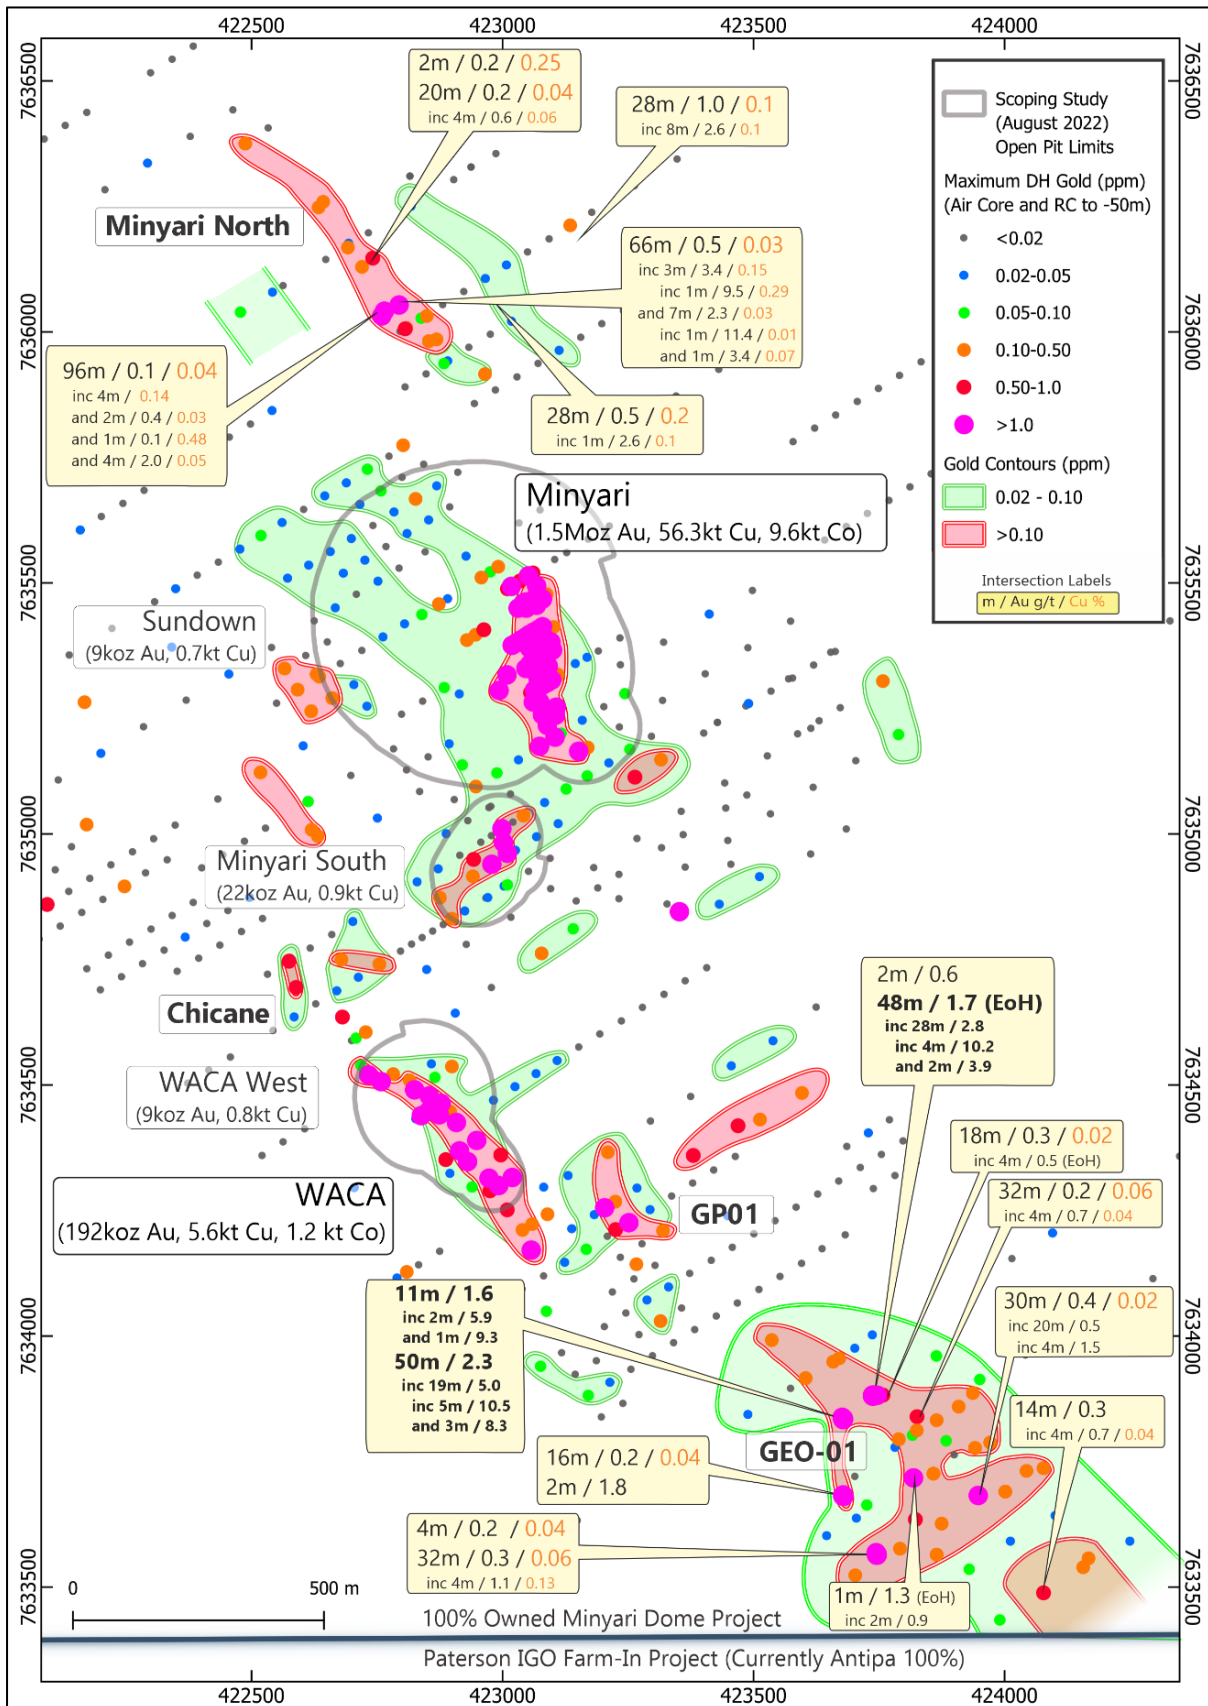 422500 423000 423500 424000
7636500
7636000
7635500
7635000
7634500
7634000
7633500
7636500
7636000
7635500
7635000
7634500
7634000
7633500
422500 423000 423500 424000
2m / 0.2 / 0.25
20m / 0.2 / 0.04
inc 4m / 0.6 / 0.06
28m / 1.0 / 0.1
inc 8m / 2.6 / 0.1
Minyari North
66m / 0.5 / 0.03
inc 3m / 3.4 / 0.15
inc 1m / 9.5 / 0.29
and 7m / 2.3 / 0.03
inc 1m / 11.4 / 0.01
and 1m / 3.4 / 0.07
96m / 0.1 / 0.04
inc 4m / 0.14
and 2m / 0.4 / 0.03
and 1m / 0.1 / 0.48
and 4m / 2.0 / 0.05
28m / 0.5 / 0.2
inc 1m / 2.6 / 0.1
Scoping Study
(August 2022)
Open Pit Limits
Maximum DH Gold (ppm)
(Air Core and RC to -50m)
<0.02
0.02-0.05
0.05-0.10
0.10-0.50
0.50-1.0
>1.0
Gold Contours (ppm)
0.02 - 0.10
>0.10
Intersection Labels
m / Au g/t / Cu %
Minyari
(1.5Moz Au, 56.3kt Cu, 9.6kt Co)
Sundown
(9koz Au, 0.7kt Cu)
Minyari South
(22koz Au, 0.9kt Cu)
Chicane
WACA West
(9koz Au, 0.8kt Cu)
WACA
(192koz Au, 5.6kt Cu, 1.2 kt Co)
2m / 0.6
48m / 1.7 (EoH)
inc 28m / 2.8
inc 4m / 10.2
and 2m / 3.9
18m / 0.3 / 0.02
inc 4m / 0.5 (EoH)
32m / 0.2 / 0.06
inc 4m / 0.7 / 0.04
GP01
11m / 1.6
inc 2m / 5.9
and 1m / 9.3
50m / 2.3
inc 19m / 5.0
inc 5m / 10.5
and 3m / 8.3
30m / 0.4 / 0.02
inc 20m / 0.5
inc 4m / 1.5
14m / 0.3
inc 4m / 0.7 / 0.04
GEO-01
16m / 0.2 / 0.04
2m / 1.8
4m / 0.2 / 0.04
32m / 0.3 / 0.06
inc 4m / 1.1 / 0.13
1m / 1.3 (EoH)
inc 2m / 0.9
0 500 m
100% Owned Minyari Dome Project
Paterson IGO Farm-In Project (Currently Antipa 100%)